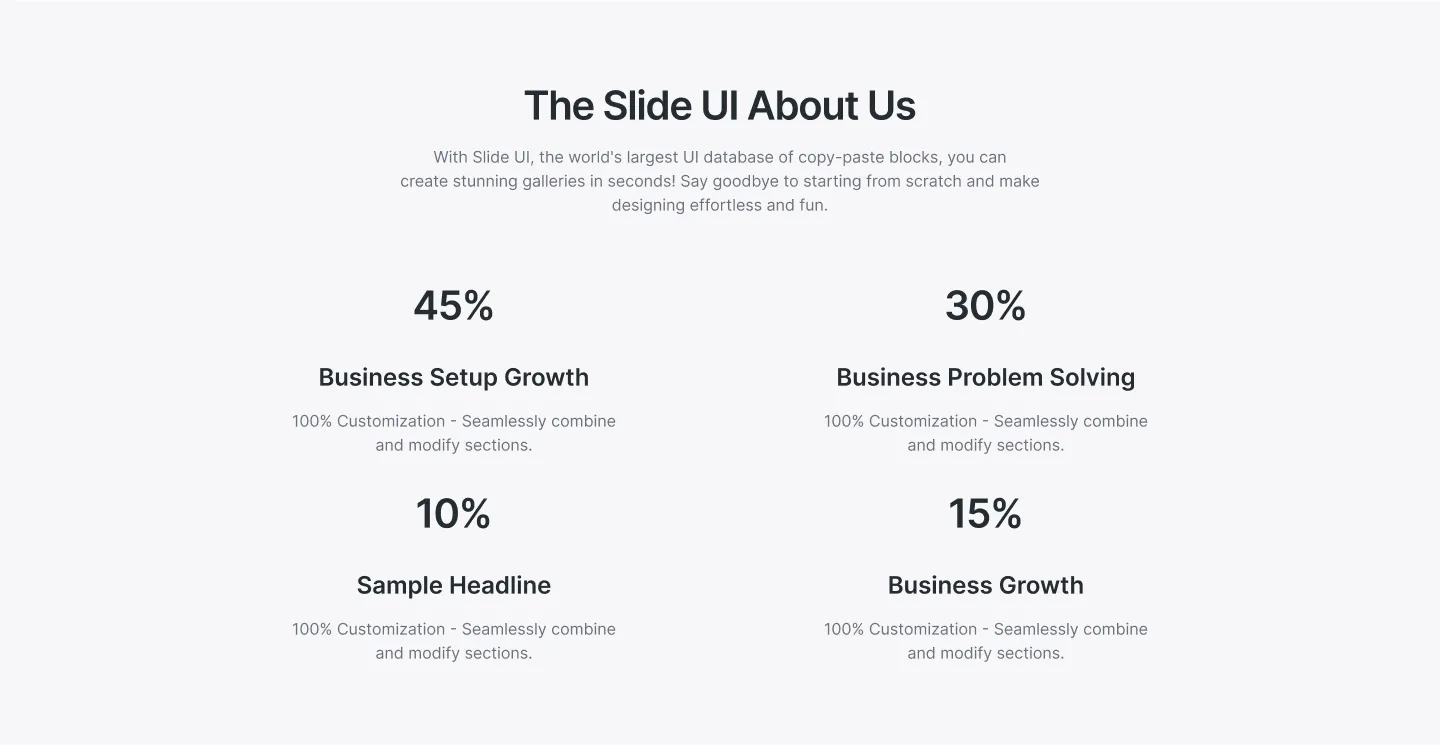 The Slide UI About Us
With Slide UI, the world's largest UI database of copy-paste blocks, you can
create stunning galleries in seconds! Say goodbye to starting from scratch and make
designing effortless and fun.
45%
Business Setup Growth
100% Customization - Seamlessly combine
and modify sections.
30%
Business Problem Solving
100% Customization - Seamlessly combine
and modify sections.
10%
Sample Headline
100% Customization - Seamlessly combine
and modify sections.
15%
Business Growth
100% Customization - Seamlessly combine
and modify sections.